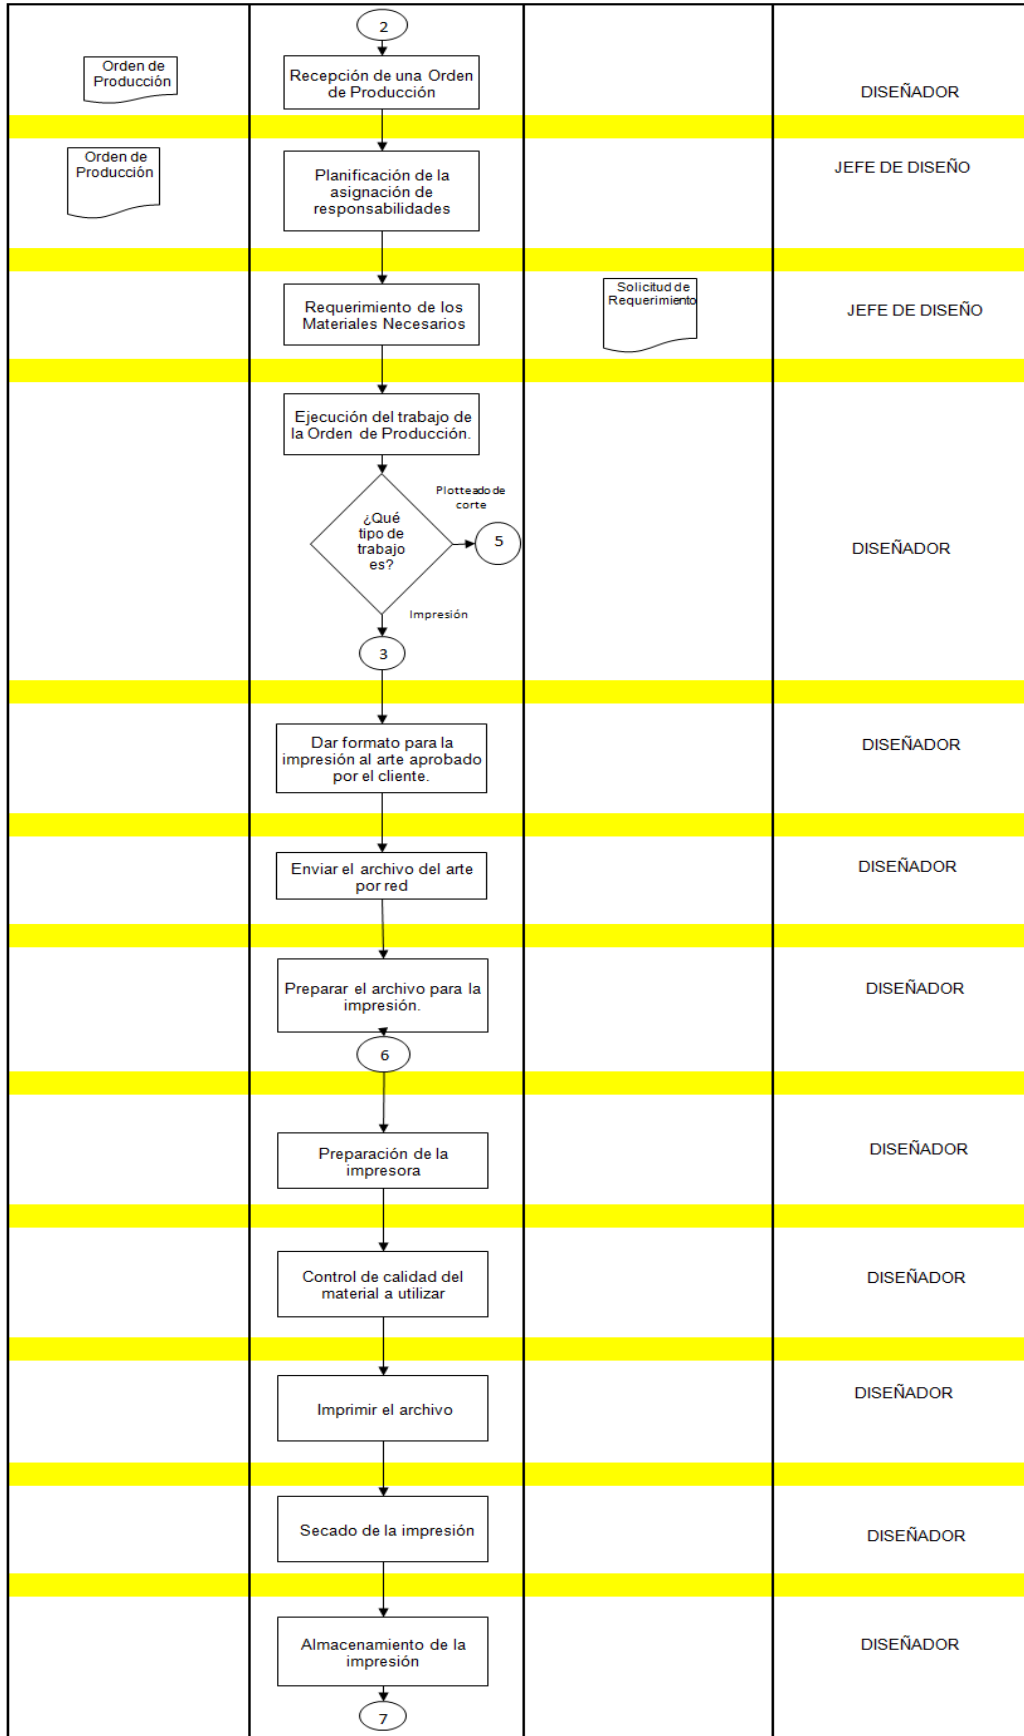 2
Orden de
Producción
Recepción de una Orden
de Producción
DISEÑADOR
Orden de
Producción
Planificación de la
asignación de
responsabilidades
JEFE DE DISEÑO
Requerimiento de los
Materiales Necesarios
Solicitud de
Requerimiento
JEFE DE DISEÑO
Ejecución del trabajo de
la Orden de Producción.
Plotteado de
corte
¿Qué
tipo de
trabajo
es?
5
DISEÑADOR
Impresión
3
Dar formato para la
impresión al arte aprobado
por el cliente.
DISEÑADOR
Enviar el archivo del arte
por red
DISEÑADOR
Preparar el archivo para la
impresión.
DISEÑADOR
6
Preparación de la
impresora
DISEÑADOR
Control de calidad del
material a utilizar
DISEÑADOR
Imprimir el archivo
DISEÑADOR
Secado de la impresión
DISEÑADOR
Almacenamiento de la
impresión
DISEÑADOR
7